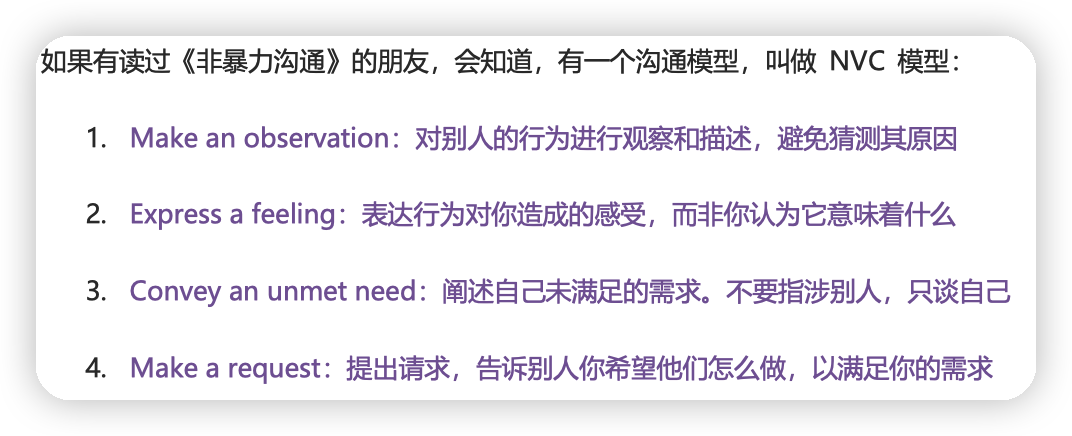 如果有读过《非暴力沟通》的朋友，会知道，有一个沟通模型，叫做 NVC 模型：
1. Make an observation：对别人的行为进行观察和描述，避免猜测其原因
2. Express a feeling：表达行为对你造成的感受，而非你认为它意味着什么
3. Convey an unmet need：阐述自己未满足的需求。不要指涉别人，只谈自己
4. Make a request：提出请求，告诉别人你希望他们怎么做，以满足你的需求